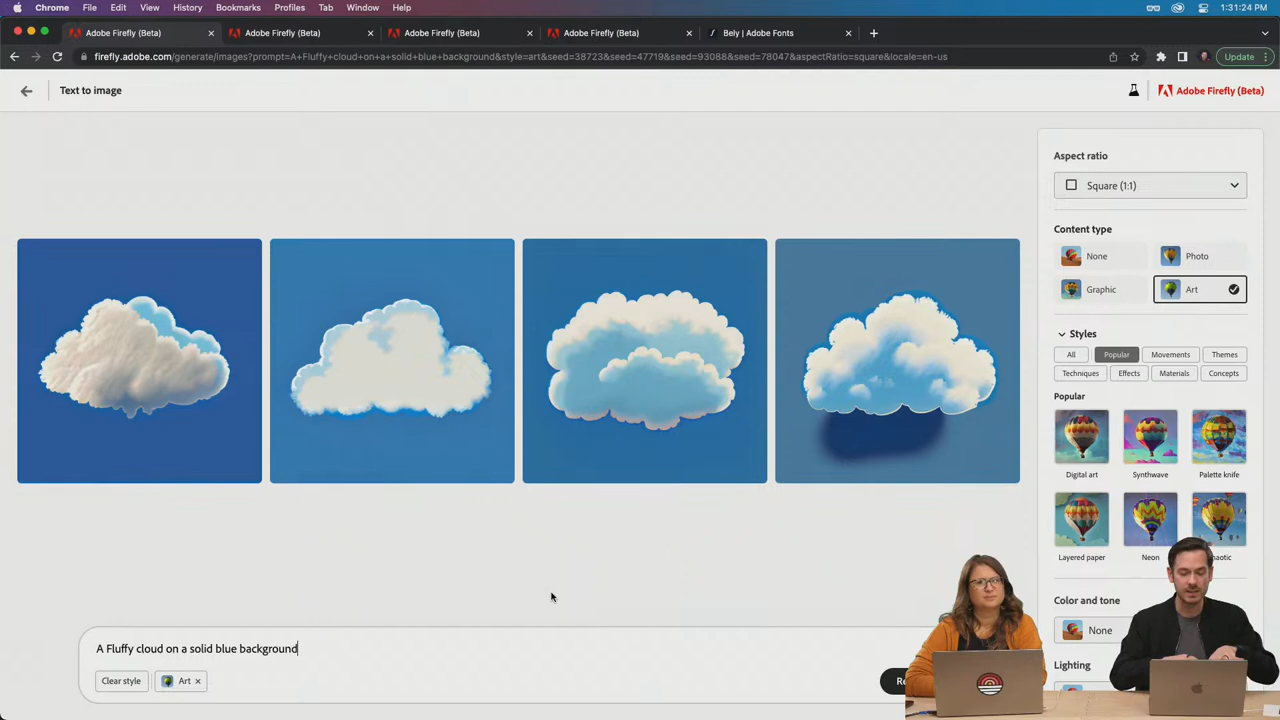 Chrome File Edit View History Bookmarks Profiles Tab Window Help 1:31:24 PM
Adobe Firefly (Beta) Adobe Firefly (Beta) Adobe Firefly (Beta) Adobe Firefly (Beta) Bely | Adobe Fonts
firefly.adobe.com/generate/images?prompt=A+Fluffy+cloud+on+a+solid+blue+background&style=art&seed=38723&seed=47719&seed=93088&seed=78047&aspectRatio=square&locale=en-us Update
Text to image Adobe Firefly (Beta)
Aspect ratio
Square (1:1)
Content type
None Photo
Graphic Art
Styles
All Popular Movements Themes
Techniques Effects Materials Concepts
Popular
Digital art Synthwave Palette knife
Layered paper Neon
Color and tone
None
Lighting
A Fluffy cloud on a solid blue background
Clear style Art